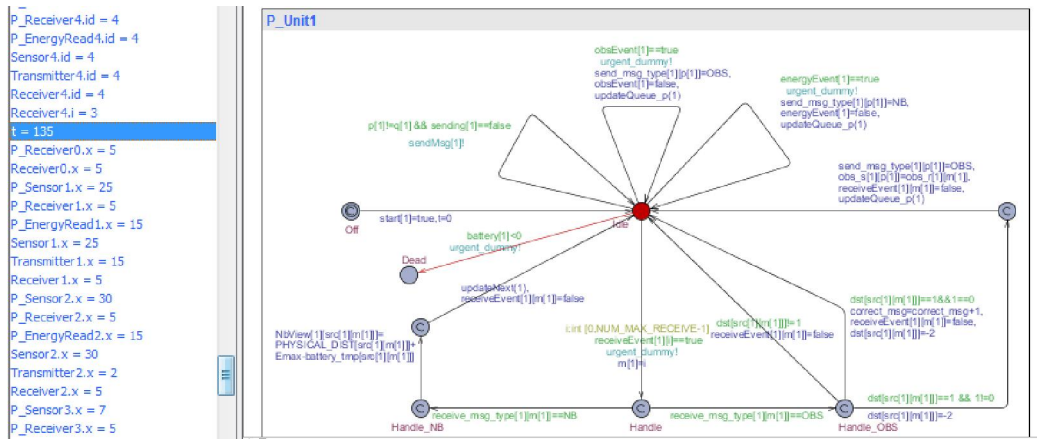 P_Receiver4.id = 4
P_EnergyRead4.id = 4
Sensor4.id = 4
Transmitter4.id = 4
Receiver4.id = 4
Receiver4.i = 3
t = 135
P_Receiver0.x = 5
Receiver0.x = 5
P_Sensor1.x = 25
P_Receiver1.x = 5
P_EnergyRead1.x = 15
Sensor1.x = 25
Transmitter1.x = 15
Receiver1.x = 5
P_Sensor2.x = 30
P_Receiver2.x = 5
P_EnergyRead2.x = 15
Sensor2.x = 30
Transmitter2.x = 2
Receiver2.x = 5
P_Sensor3.x = 7
P_Receiver3.x = 5
P_Unit1
obsEvent[1]==true
urgent_dummy!
send_msg_type[1][p[1]]=OBS,
obsEvent[1]=false,
updateQueue_p(1)
energyEvent[1]==true
urgent_dummy!
send_msg_type[1][p[1]]=NB,
energyEvent[1]=false,
updateQueue_p(1)
p[1]!=q[1] && sending[1]==false
sendMsg[1]!
send_msg_type[1][p[1]]=OBS,
obs_s[1][p[1]]=obs_r[1][m[1]],
receiveEvent[1][m[1]]=false,
updateQueue_p(1)
C
Off
start[1]=true,t=0
Idle
C
battery[1]<0
urgent_dummy!
Dead
updateNext(1),
receiveEvent[1][m[1]]=false
NbView[1][src[1][m[1]]]=
PHYSICAL_DIST[src[1][m[1]]]+
Emax-battery_tmp[src[1][m[1]]]
C
i:int [0,NUM_MAX_RECEIVE-1]
receiveEvent[1][i]==true
urgent_dummy!
m[1]=i
dst[src[1][m[1]]]!=1
receiveEvent[1][m[1]]=false
dst[src[1][m[1]]]==1&&1==0
correct_msg=correct_msg+1,
receiveEvent[1][m[1]]=false,
dst[src[1][m[1]]]=-2
C
receive_msg_type[1][m[1]]==NB
C
receive_msg_type[1][m[1]]==OBS
C
dst[src[1][m[1]]]==1 && 1!=0
dst[src[1][m[1]]]=-2
Handle_NB
Handle
Handle_OBS